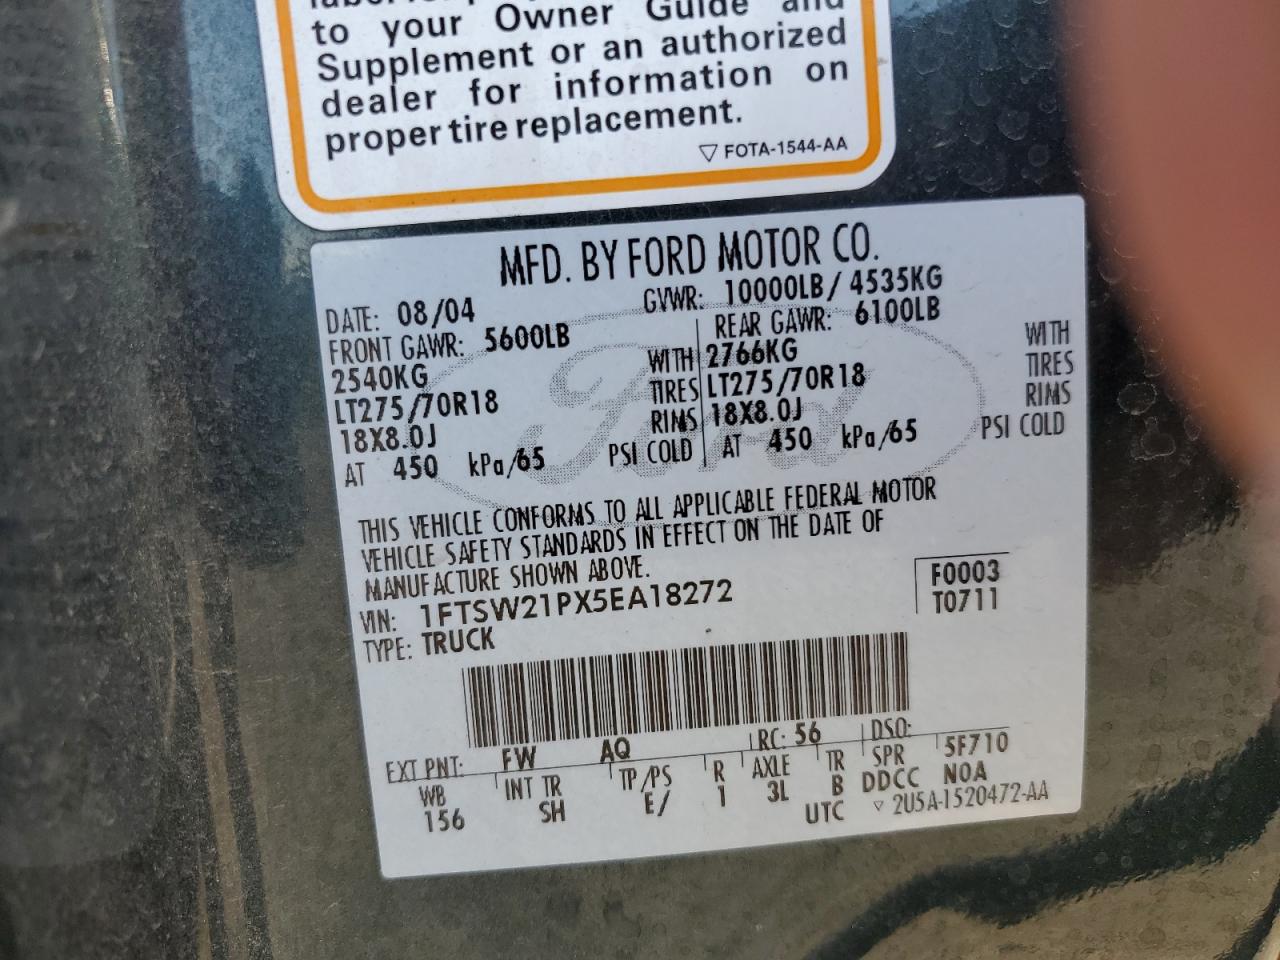 to your Owner Guide and
Supplement or an authorized
dealer for information on
proper tire replacement.
▽ FOTA-1544-AA
MFD. BY FORD MOTOR CO.
DATE: 08/04 GVWR: 10000LB/ 4535KG
FRONT GAWR: 5600LB REAR GAWR: 6100LB
2540KG WITH 2766KG WITH
LT275/70R18 TIRES LT275/70R18 TIRES
18X8.0J RIMS 18X8.0J RIMS
AT 450 kPa/65 PSI COLD AT 450 kPa/65 PSI COLD
Ford
THIS VEHICLE CONFORMS TO ALL APPLICABLE FEDERAL MOTOR
VEHICLE SAFETY STANDARDS IN EFFECT ON THE DATE OF
MANUFACTURE SHOWN ABOVE.
VIN: 1FTSW21PX5EA18272 F0003
TYPE: TRUCK T0711
EXT PNT: FW AQ RC: 56 DSO:
WB INT TR TP/PS R AXLE TR SPR 5F710
156 SH E/ 1 3L B DDCC N0A
UTC ▽ 2U5A-1520472-AA